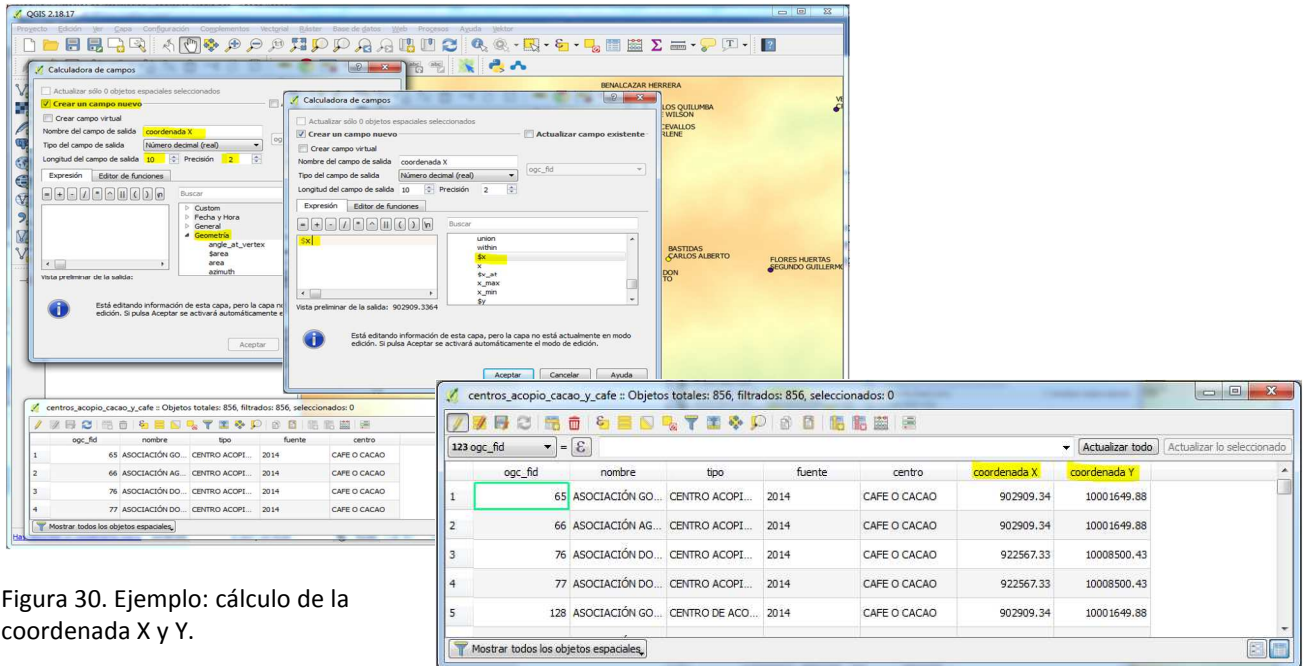 QGIS 2.18.17
Proyecto Edición Ver Capa Configuración Complementos Vectorial Ráster Base de datos Web Procesos Ayuda
Calculadora de campos
Actualizar sólo 0 objetos espaciales seleccionados
Crear un campo nuevo
Crear campo virtual
Nombre del campo de salida coordenada X
Tipo del campo de salida Número decimal (real)
Longitud del campo de salida 10 Precisión 2
Expresión Editor de funciones
= + - / * ^ || ( ) \n Buscar
Custom
Fecha y Hora
General
Geometría
angle_at_vertex
$area
area
azimuth
Vista preliminar de la salida:
Está editando información de esta capa, pero la capa
edición. Si pulsa Aceptar se activará automáticamente
Aceptar
Calculadora de campos
Actualizar sólo 0 objetos espaciales seleccionados
Crear un campo nuevo Actualizar campo existente
Crear campo virtual
Nombre del campo de salida coordenada X
Tipo del campo de salida Número decimal (real) ogc_fid
Longitud del campo de salida 10 Precisión 2
Expresión Editor de funciones
= + - / * ^ || ( ) \n Buscar
$x
union
within
$x
x
$x_at
x_max
x_min
$y
Vista preliminar de la salida: 902909.3364
Está editando información de esta capa, pero la capa no está actualmente en modo
edición. Si pulsa Aceptar se activará automáticamente el modo de edición.
Aceptar Cancelar Ayuda
BENALCAZAR HERRERA
LOS QUILUMBA
WILSON
CEVALLOS
RLENE
BASTIDAS
CARLOS ALBERTO
DON
TO
FLORES HUERTAS
SEGUNDO GUILLERMO
centros_acopio_cacao_y_cafe :: Objetos totales: 856, filtrados: 856, seleccionados: 0
ogc_fid nombre tipo fuente centro
1 65 ASOCIACIÓN GO... CENTRO ACOPI... 2014 CAFE O CACAO
2 66 ASOCIACIÓN AG... CENTRO ACOPI... 2014 CAFE O CACAO
3 76 ASOCIACIÓN DO... CENTRO ACOPI... 2014 CAFE O CACAO
4 77 ASOCIACIÓN DO... CENTRO ACOPI... 2014 CAFE O CACAO
Mostrar todos los objetos espaciales
centros_acopio_cacao_y_cafe :: Objetos totales: 856, filtrados: 856, seleccionados: 0
123 ogc_fid = ε Actualizar todo Actualizar lo seleccionado
ogc_fid nombre tipo fuente centro coordenada X coordenada Y
1 65 ASOCIACIÓN GO... CENTRO ACOPI... 2014 CAFE O CACAO 902909.34 10001649.88
2 66 ASOCIACIÓN AG... CENTRO ACOPI... 2014 CAFE O CACAO 902909.34 10001649.88
3 76 ASOCIACIÓN DO... CENTRO ACOPI... 2014 CAFE O CACAO 922567.33 10008500.43
4 77 ASOCIACIÓN DO... CENTRO ACOPI... 2014 CAFE O CACAO 922567.33 10008500.43
5 128 ASOCIACIÓN GO... CENTRO DE ACO... 2014 CAFE O CACAO 902909.34 10001649.88
Mostrar todos los objetos espaciales
Figura 30. Ejemplo: cálculo de la
coordenada X y Y.